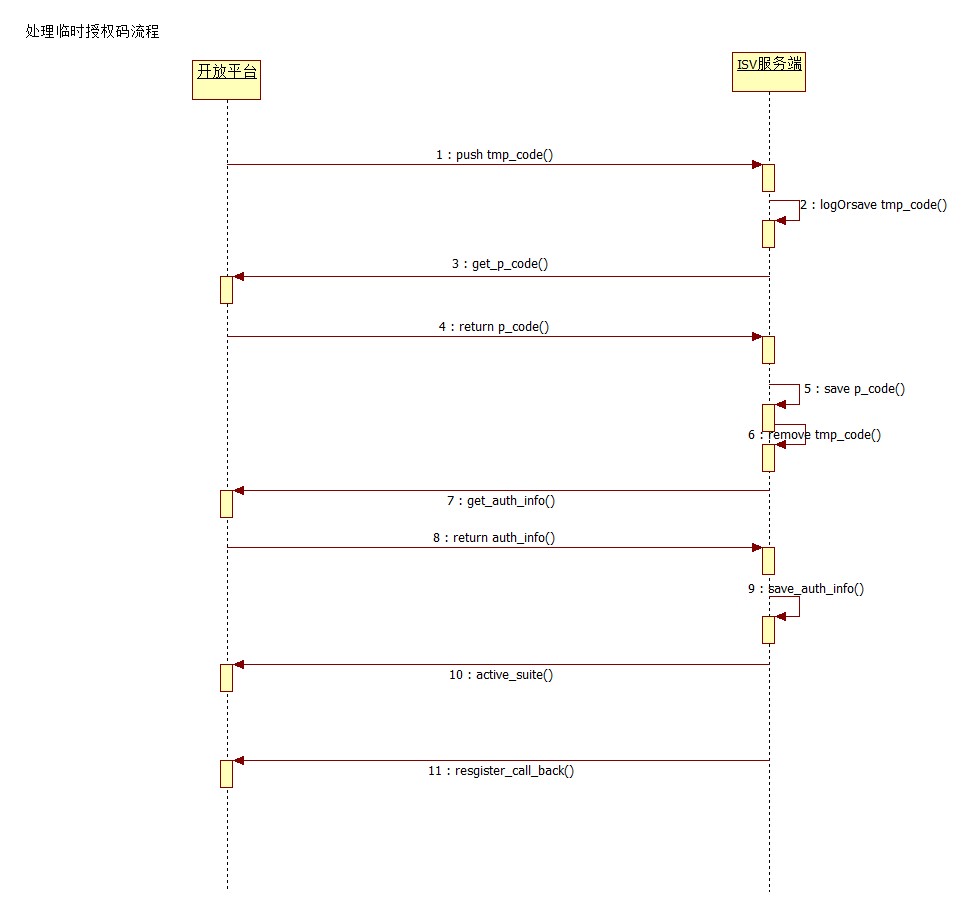 处理临时授权码流程
开放平台
ISV服务端
1 : push tmp_code()
2 : logOrsave tmp_code()
3 : get_p_code()
4 : return p_code()
5 : save p_code()
6 : remove tmp_code()
7 : get_auth_info()
8 : return auth_info()
9 : save_auth_info()
10 : active_suite()
11 : resgister_call_back()